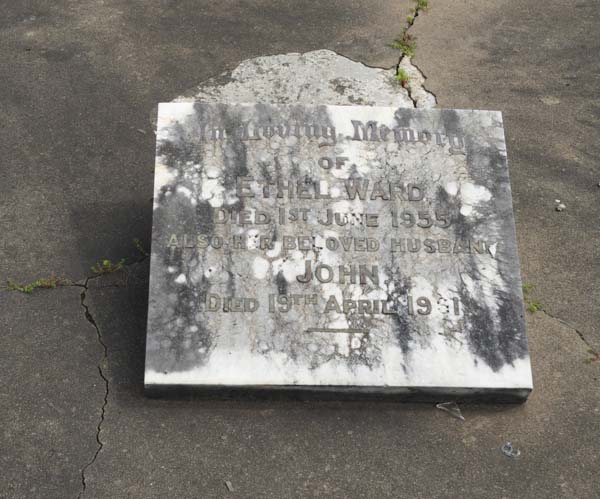 In Loving Memory
OF
ETHEL WARD
DIED 1ST JUNE 1955
ALSO HER BELOVED HUSBAND
JOHN
DIED 19TH APRIL